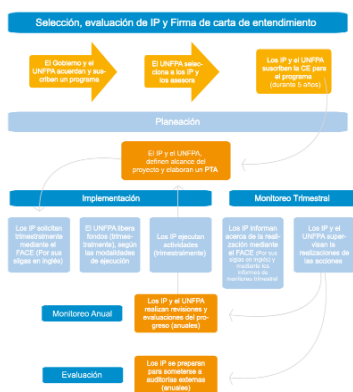 Selección, evaluación de IP y Firma de carta de entendimiento
El Gobierno y el
UNFPA acuerdan y sus-
criben un programa
El UNFPA selec-
ciona a los IP y los
asesora
Los IP y el UNFPA
suscriben la CE para
el programa
(durante 5 años)
Planeación
El IP y el UNFPA,
definen alcance del
proyecto y elaboran un PTA
Implementación
Monitoreo Trimestral
Los IP solicitan
trimestralmente
mediante el
FACE (Por sus
siglas en inglés)
El UNFPA libera
fondos (trimes-
tralmente), según
las modalidades
de ejecución
Los IP ejecutan
actividades
(trimestralmente)
Los IP informan
acerca de la reali-
zación mediante
el FACE (Por sus
siglas en inglés) y
mediante los
informes de
monitoreo trimestral
Los IP y el
UNFPA super-
visan la
realizaciones de
las acciones
Monitoreo Anual
Los IP y el UNFPA
realizan revisiones y
evaluaciones del pro-
greso (anuales)
Evaluación
Los IP se preparan
para someterse a
auditorias externas
(anuales)